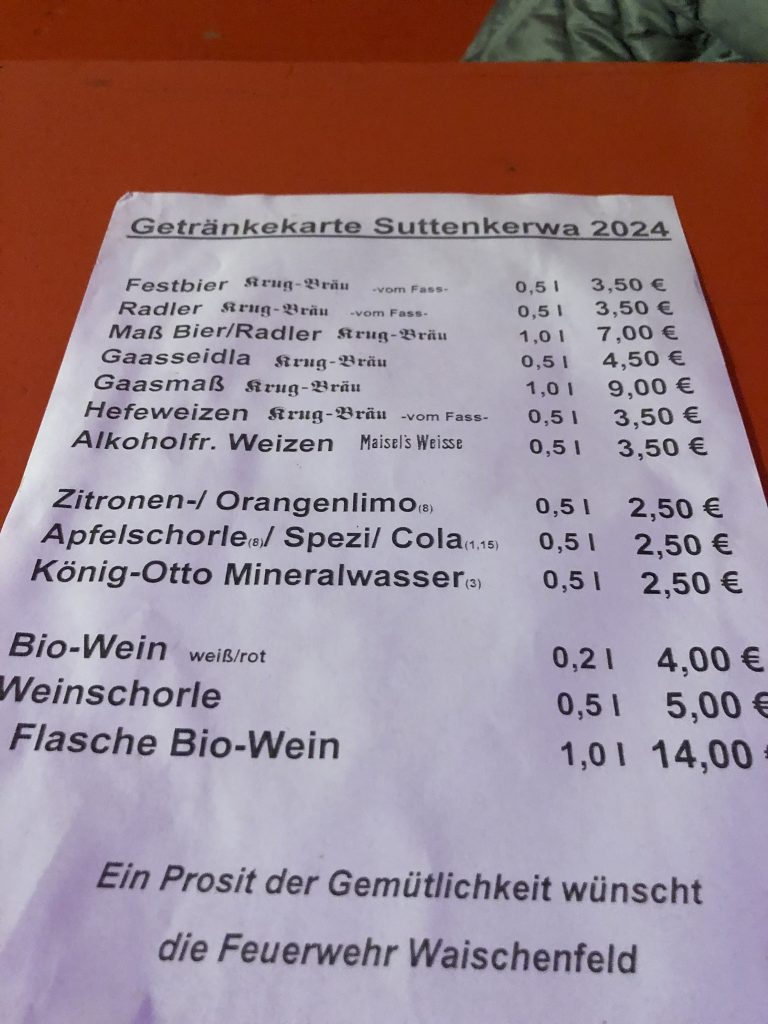 Getränkekarte Suttenkerwa 2024
Festbier Krug-Bräu -vom Fass- 0,5 l 3,50 €
Radler Krug-Bräu -vom Fass- 0,5 l 3,50 €
Maß Bier/Radler Krug-Bräu 1,0 l 7,00 €
Gaasseidla Krug-Bräu 0,5 l 4,50 €
Gaasmaß Krug-Bräu 1,0 l 9,00 €
Hefeweizen Krug-Bräu -vom Fass- 0,5 l 3,50 €
Alkoholfr. Weizen Maisel's Weisse 0,5 l 3,50 €
Zitronen-/ Orangenlimo(8) 0,5 l 2,50 €
Apfelschorle(8)/ Spezi/ Cola(1,15) 0,5 l 2,50 €
König-Otto Mineralwasser(3) 0,5 l 2,50 €
Bio-Wein weiß/rot 0,2 l 4,00 €
Weinschorle 0,5 l 5,00 €
Flasche Bio-Wein 1,0 l 14,00 €
Ein Prosit der Gemütlichkeit wünscht
die Feuerwehr Waischenfeld